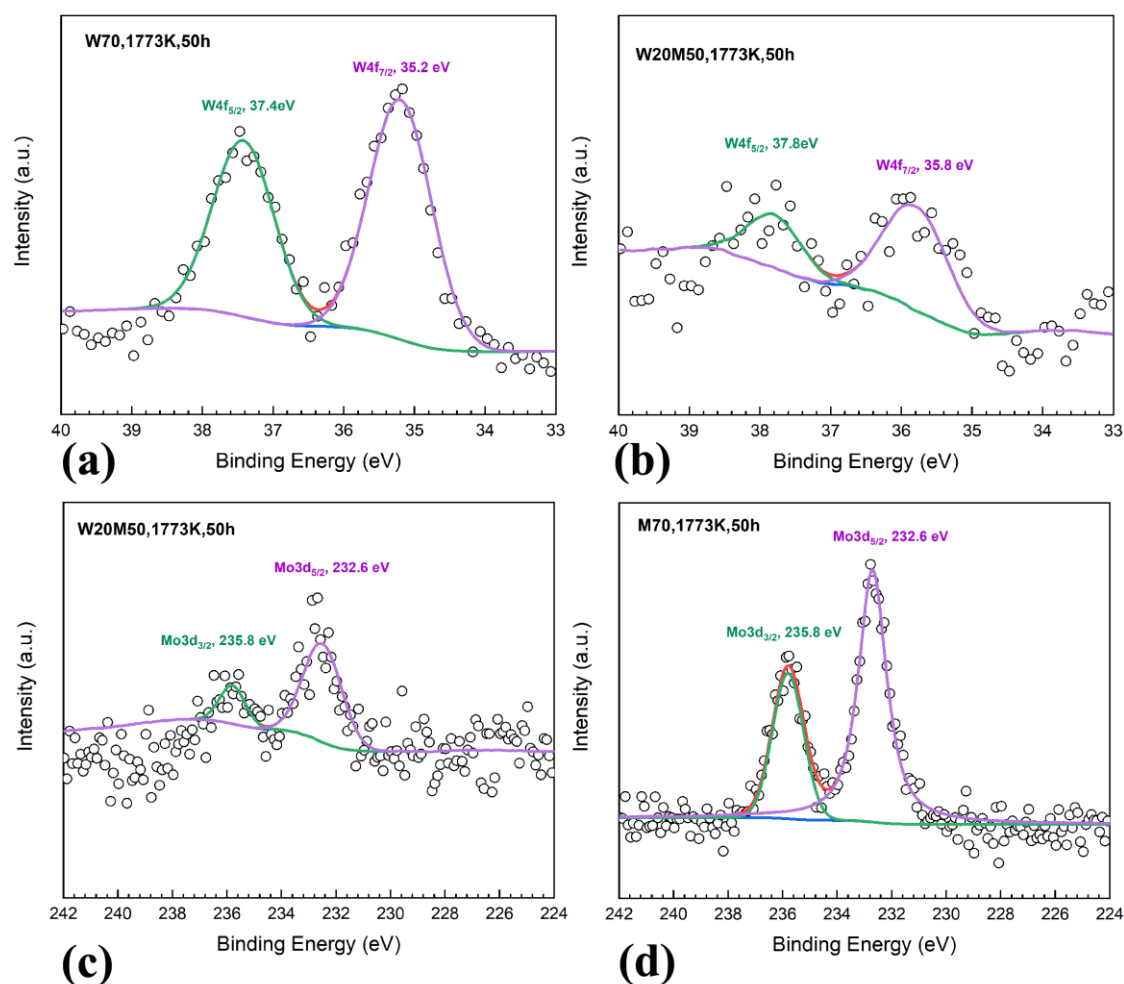 W70,1773K,50h
W4f7/2, 35.2 eV
W4f5/2, 37.4eV
Intensity (a.u.)
40 39 38 37 36 35 34 33
Binding Energy (eV)
(a)
W20M50,1773K,50h
W4f5/2, 37.8eV
W4f7/2, 35.8 eV
Intensity (a.u.)
40 39 38 37 36 35 34 33
Binding Energy (eV)
(b)
W20M50,1773K,50h
Mo3d5/2, 232.6 eV
Mo3d3/2, 235.8 eV
Intensity (a.u.)
242 240 238 236 234 232 230 228 226 224
Binding Energy (eV)
(c)
M70,1773K,50h
Mo3d5/2, 232.6 eV
Mo3d3/2, 235.8 eV
Intensity (a.u.)
242 240 238 236 234 232 230 228 226 224
Binding Energy (eV)
(d)